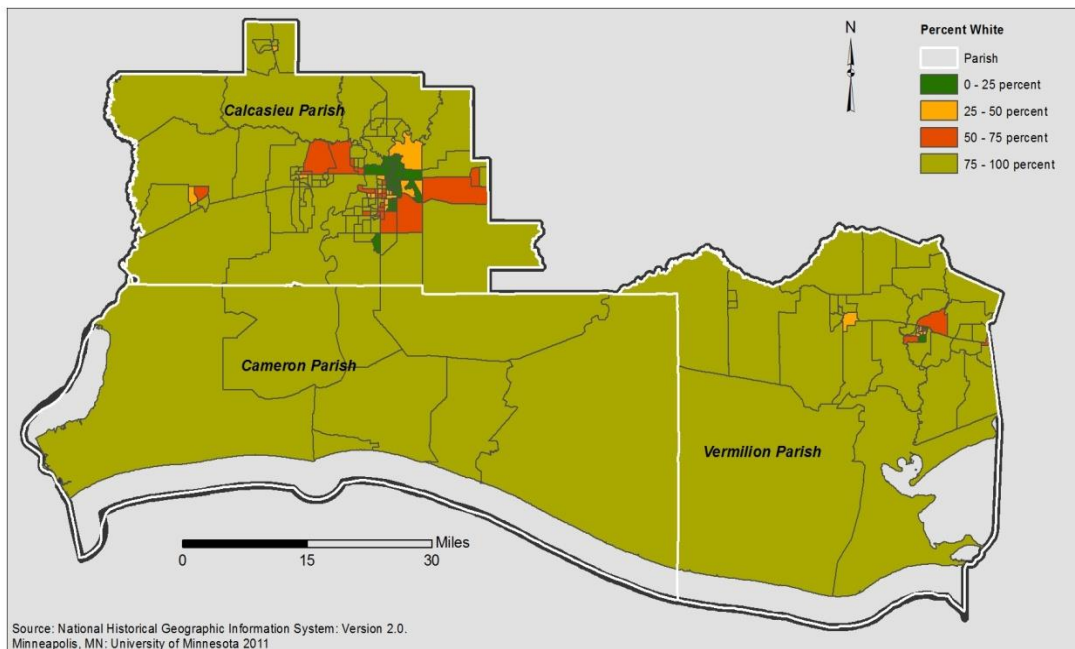 N
Percent White
Parish
0 - 25 percent
25 - 50 percent
50 - 75 percent
75 - 100 percent
Calcasieu Parish
Cameron Parish
Vermilion Parish
Miles
0 15 30
Source: National Historical Geographic Information System: Version 2.0.
Minneapolis, MN: University of Minnesota 2011